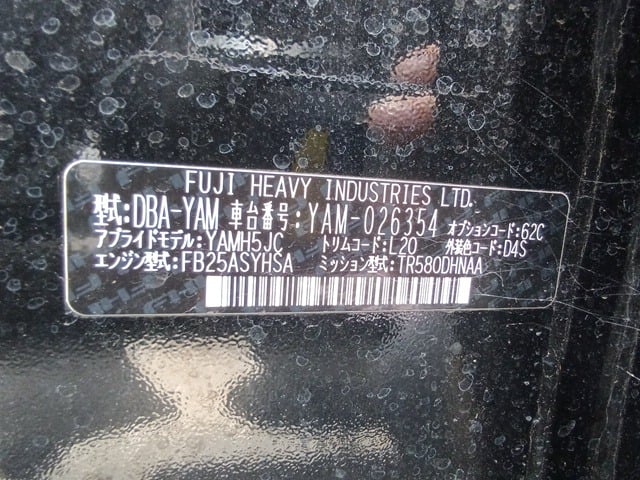 FUJI HEAVY INDUSTRIES LTD.
型式:DBA-YAM 車台番号:YAM-026354 オプションコード:62C
アプライドモデル:YAMH5JC トリムコード:L20 外装色コード:D4S
エンジン型式:FB25ASYHSA ミッション型式:TR580DHNAA